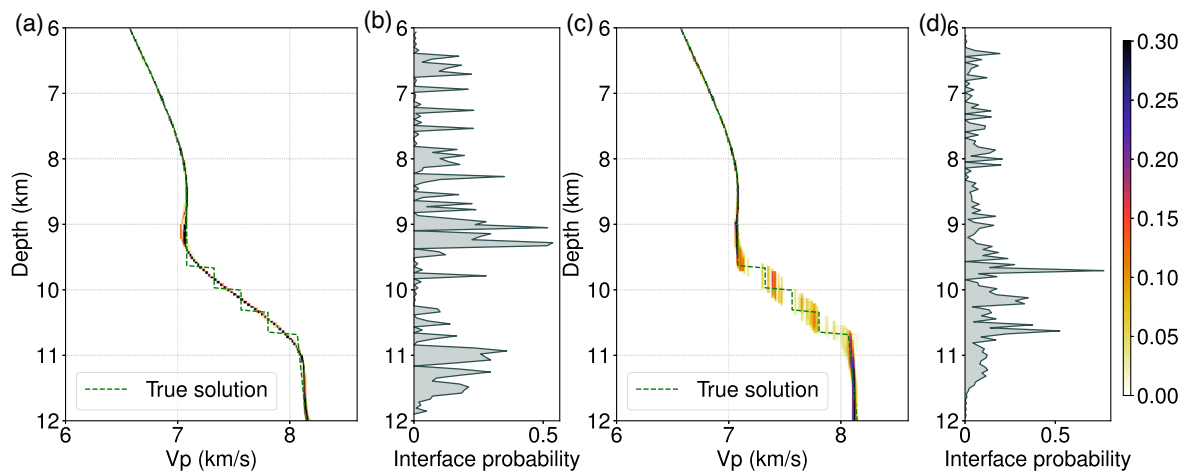 (a) (b) (c) (d)
6 6 6 6 0.30
7 7 7 7 0.25
8 8 8 8 0.20
Depth (km) 9 9 Depth (km) 9 9 0.15
10 10 10 10 0.10
11 11 11 11 0.05
True solution True solution 0.00
12 12 12 12
6 7 8 0 0.5 6 7 8 0 0.5
Vp (km/s) Interface probability Vp (km/s) Interface probability